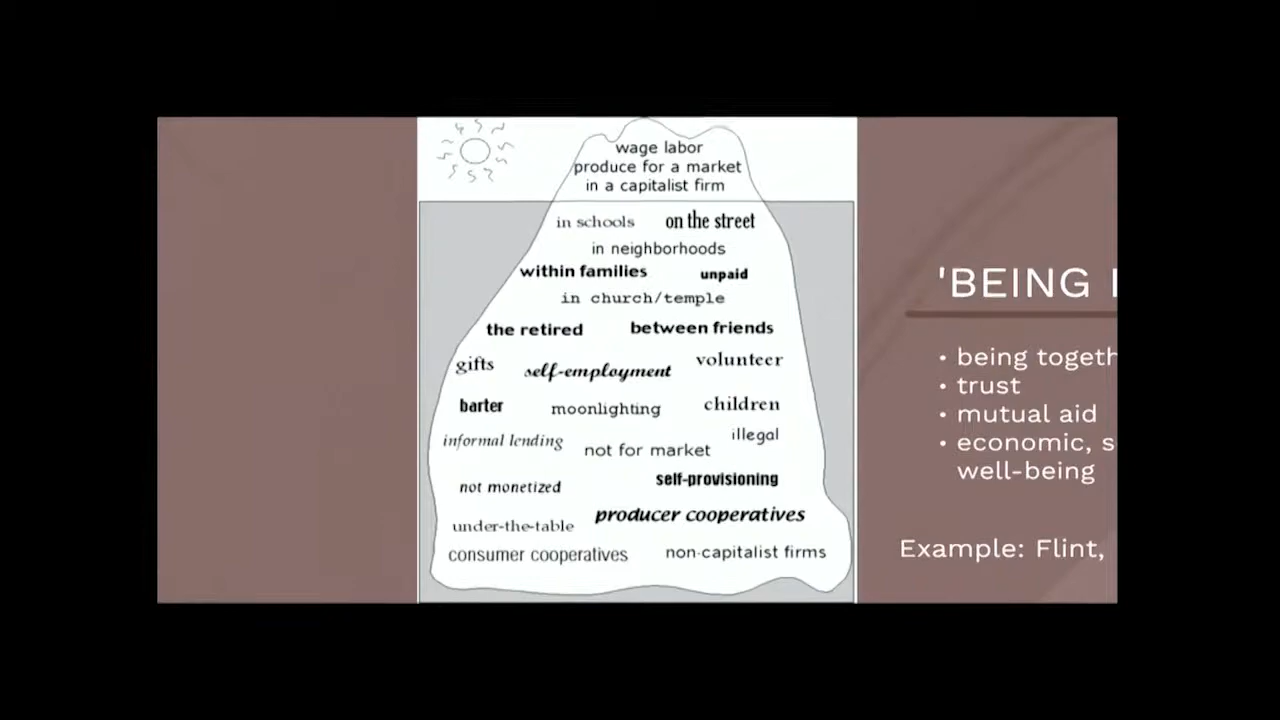 wage labor
produce for a market
in a capitalist firm
in schools on the street
in neighborhoods
within families unpaid
in church/temple
the retired between friends
gifts self-employment volunteer
barter moonlighting children
informal lending not for market illegal
self-provisioning
not monetized
under-the-table producer cooperatives
consumer cooperatives non-capitalist firms
'BEING
• being
• trust
• mutual aid
• economic,
well-being
Example: Flint,